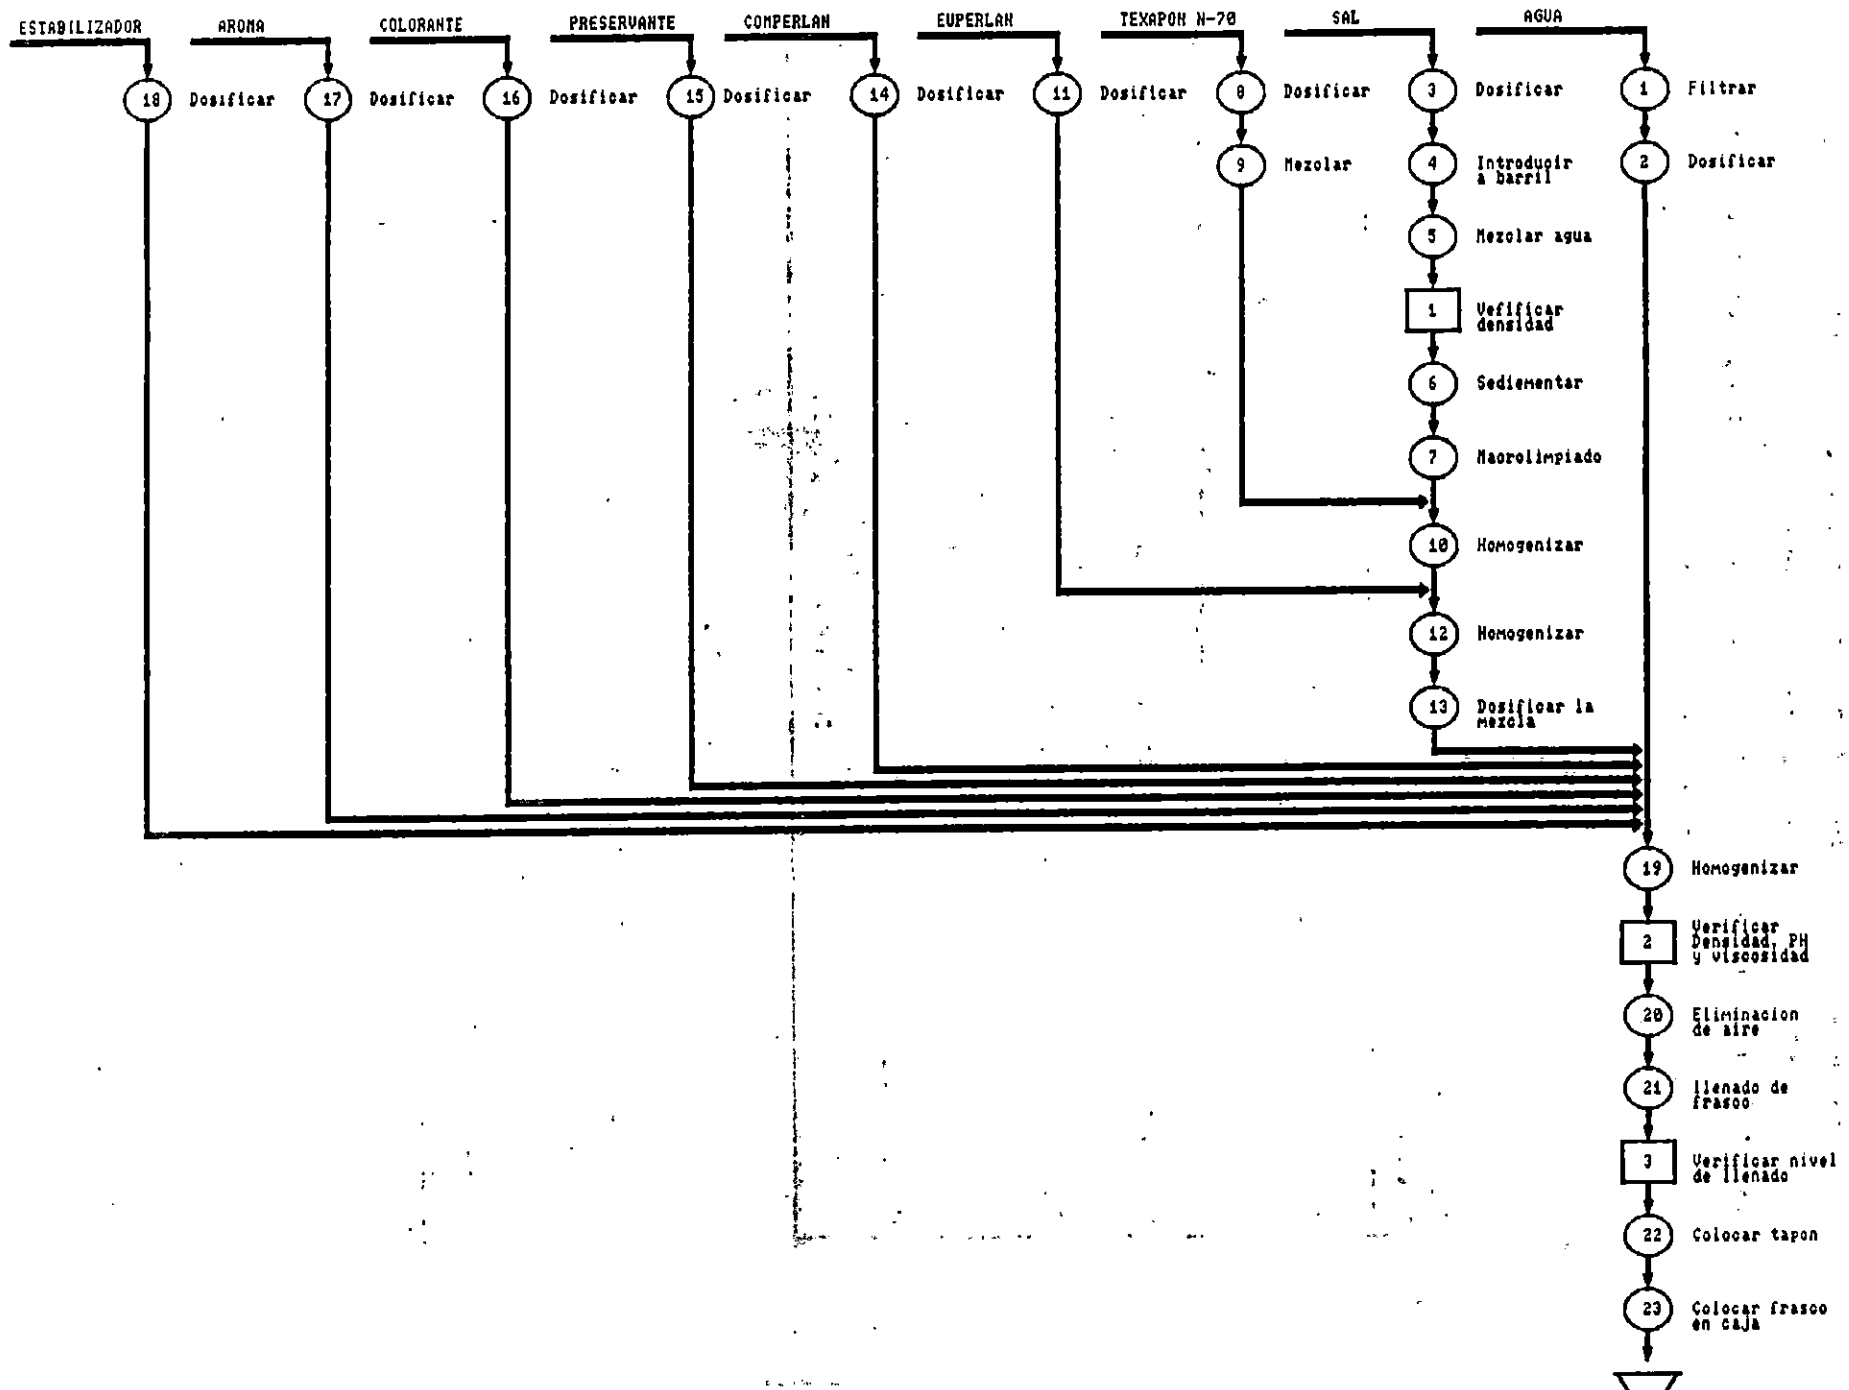 ESTABILIZADOR
AROMA
COLORANTE
PRESERVANTE
COMPERLAN
EUPERLAN
TEXAPON N-70
SAL
AGUA
18 Dosificar
17 Dosificar
16 Dosificar
15 Dosificar
14 Dosificar
11 Dosificar
8 Dosificar
3 Dosificar
1 Filtrar
9 Mezclar
4 Introducir
a barril
2 Dosificar
5 Mezclar agua
1 Vefificar
densidad
6 Sediementar
7 Macrolimpiado
10 Homogenizar
12 Homogenizar
13 Dosificar la
mezcla
19 Homogenizar
2 Verificar
Densidad, PH
y viscosidad
20 Eliminacion
de aire
21 llenado de
frasco
3 Verificar nivel
de llenado
22 Colocar tapon
23 Colocar frasco
en caja